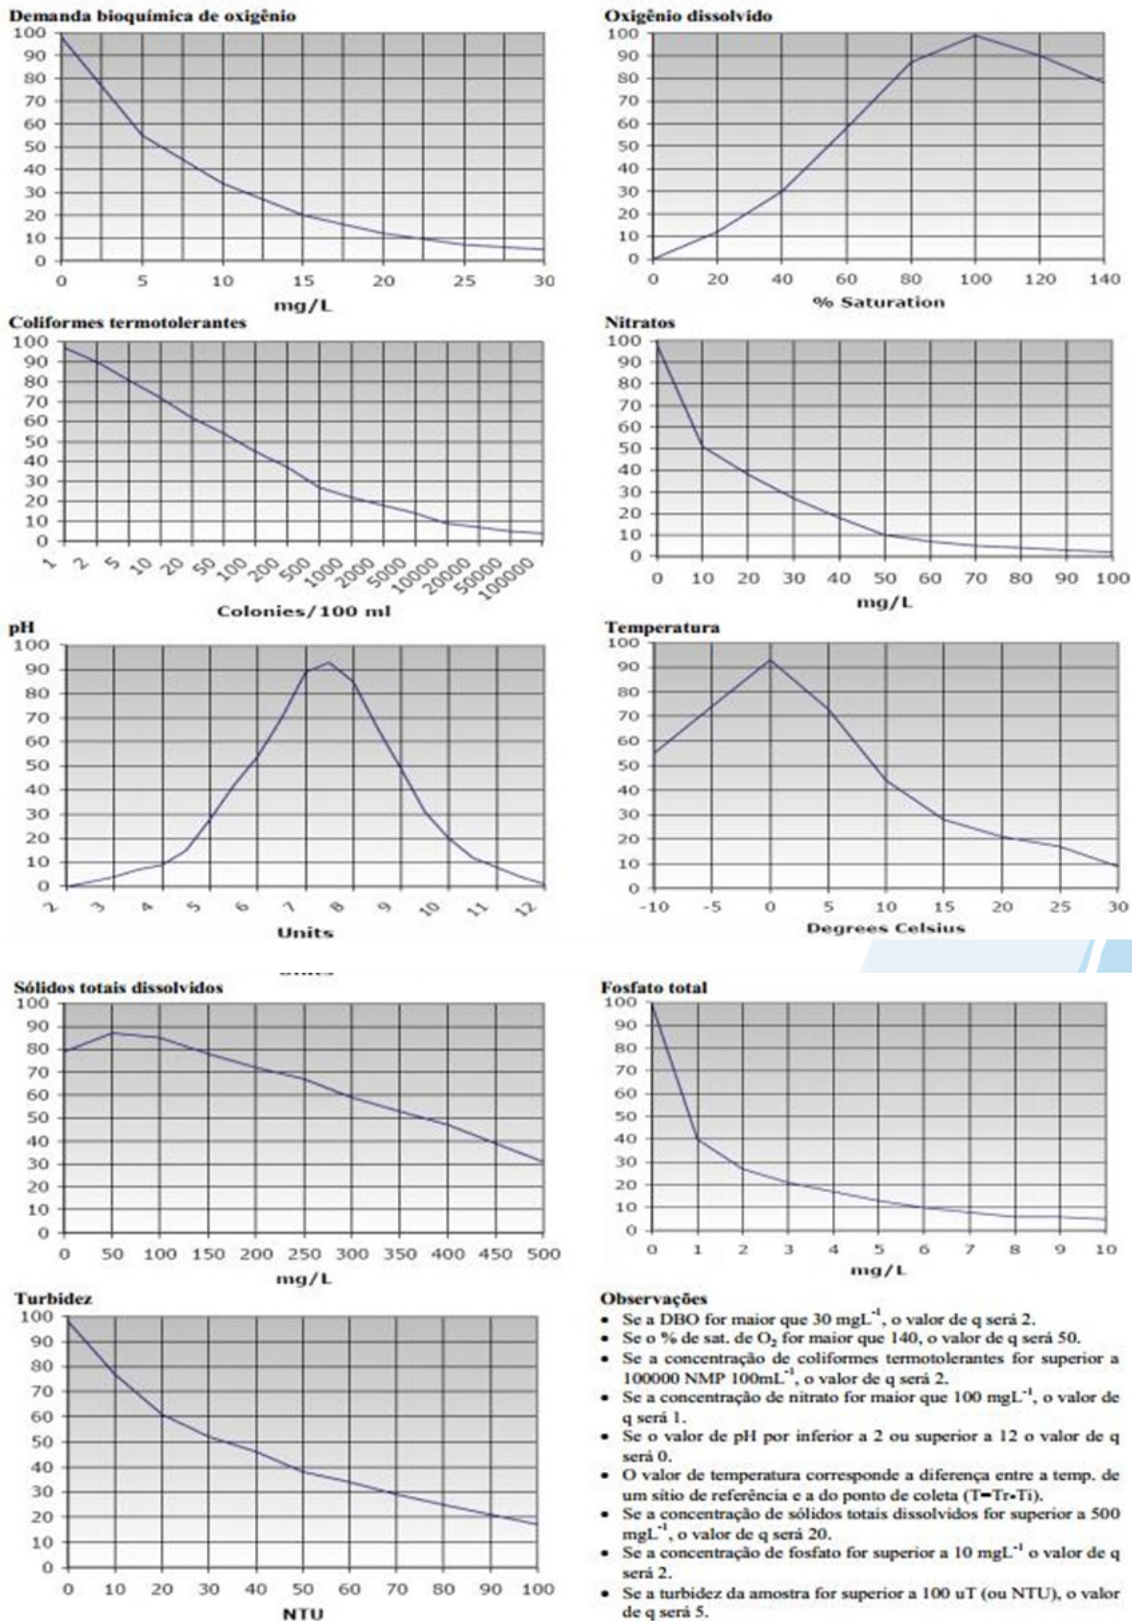 Demanda bioquímica de oxigênio
100
90
80
70
60
50
40
30
20
10
0
0 5 10 15 20 25 30
mg/L
Oxigênio dissolvido
100
90
80
70
60
50
40
30
20
10
0
0 20 40 60 80 100 120 140
% Saturation
Coliformes termotolerantes
100
90
80
70
60
50
40
30
20
10
0
1 2 5 10 20 50 100 200 500 1000 2000 5000 10000 20000 50000 100000
Colonies/100 ml
Nitratos
100
90
80
70
60
50
40
30
20
10
0
0 10 20 30 40 50 60 70 80 90 100
mg/L
pH
100
90
80
70
60
50
40
30
20
10
0
2 3 4 5 6 7 8 9 10 11 12
Units
Temperatura
100
90
80
70
60
50
40
30
20
10
0
-10 -5 0 5 10 15 20 25 30
Degrees Celsius
Sólidos totais dissolvidos
100
90
80
70
60
50
40
30
20
10
0
0 50 100 150 200 250 300 350 400 450 500
mg/L
Fosfato total
100
90
80
70
60
50
40
30
20
10
0
0 1 2 3 4 5 6 7 8 9 10
mg/L
Turbidez
100
90
80
70
60
50
40
30
20
10
0
0 10 20 30 40 50 60 70 80 90 100
NTU
Observações
• Se a DBO for maior que 30 mgL⁻¹, o valor de q será 2.
• Se o % de sat. de O₂ for maior que 140, o valor de q será 50.
• Se a concentração de coliformes termotolerantes for superior a
100000 NMP 100mL⁻¹, o valor de q será 2.
• Se a concentração de nitrato for maior que 100 mgL⁻¹, o valor de
q será 1.
• Se o valor de pH por inferior a 2 ou superior a 12 o valor de q
será 0.
• O valor de temperatura corresponde a diferença entre a temp. de
um sítio de referência e a do ponto de coleta (T=Tr-Ti).
• Se a concentração de sólidos totais dissolvidos for superior a 500
mgL⁻¹, o valor de q será 20.
• Se a concentração de fosfato for superior a 10 mgL⁻¹ o valor de q
será 2.
• Se a turbidez da amostra for superior a 100 uT (ou NTU), o valor
de q será 5.